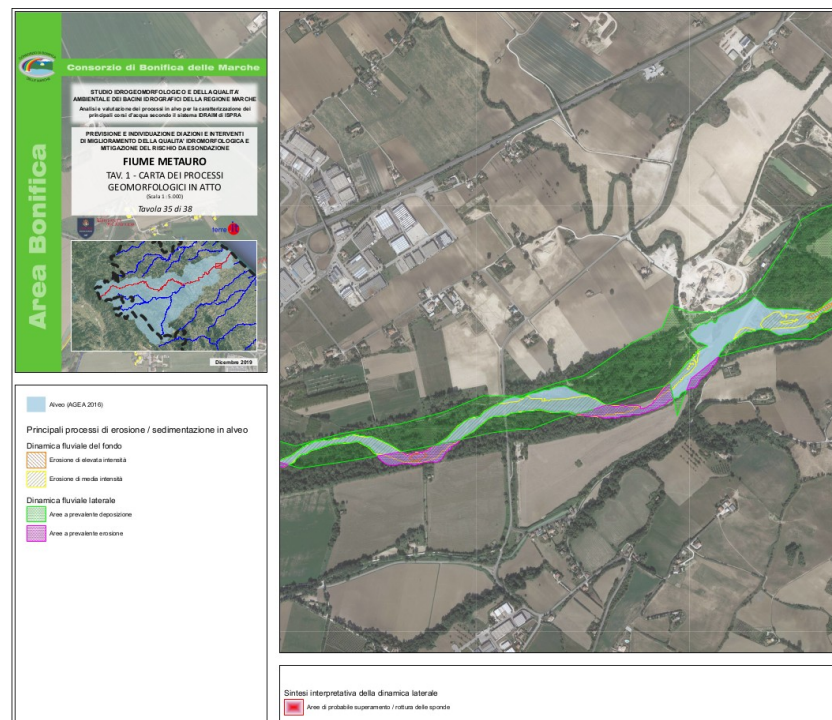 Consorzio di Bonifica delle Marche
STUDIO IDROGEOMORFOLOGICO E DELLA QUALITA'
AMBIENTALE DEI BACINI IDROGRAFICI DELLA REGIONE MARCHE
Analisi e valutazione dei processi in alveo per la caratterizzazione dei
principali corsi d'acqua secondo il sistema IDRAIM di ISPRA
PREVISIONE E INDIVIDUAZIONE DI AZIONI E INTERVENTI
DI MIGLIORAMENTO DELLA QUALITA' IDROMORFOLOGICA E
MITIGAZIONE DEL RISCHIO DA ESONDAZIONE
FIUME METAURO
TAV. 1 - CARTA DEI PROCESSI
GEOMORFOLOGICI IN ATTO
(Scala 1:5.000)
Tavola 35 di 38
Area Bonifica
terre
Dicembre 2019
Alveo (AGEA 2016)
Principali processi di erosione / sedimentazione in alveo
Dinamica fluviale del fondo
Erosione di elevata intensità
Erosione di media intensità
Dinamica fluviale laterale
Aree a prevalente deposizione
Aree a prevalente erosione
Sintesi interpretativa della dinamica laterale
Aree di probabile superamento / rottura delle sponde